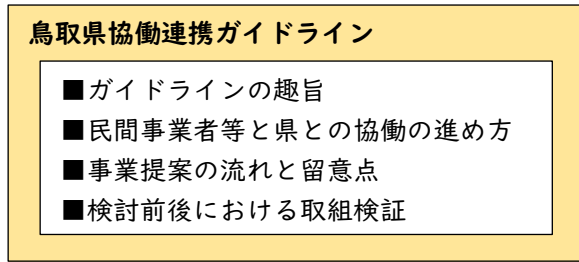 鳥取県協働連携ガイドライン
■ガイドラインの趣旨
■民間事業者等と県との協働の進め方
■事業提案の流れと留意点
■検討前後における取組検証